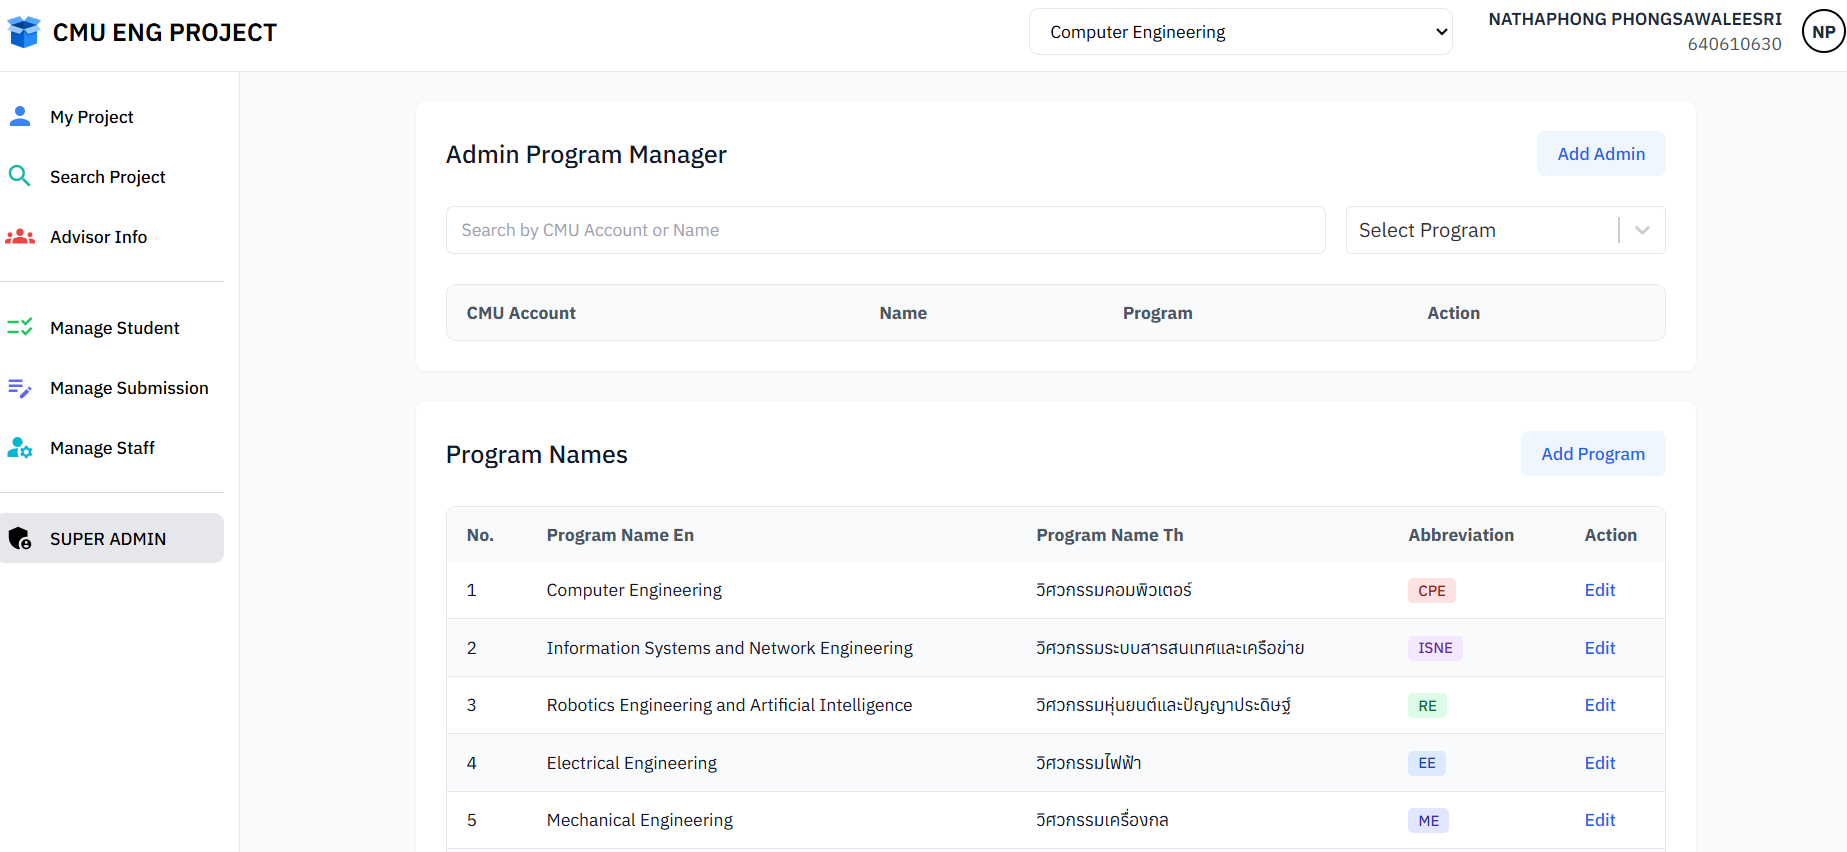 CMU ENG PROJECT
Computer Engineering
NATHAPHONG PHONGSAWALEESRI
640610630
NP
My Project
Search Project
Advisor Info
Manage Student
Manage Submission
Manage Staff
SUPER ADMIN
Admin Program Manager
Add Admin
Search by CMU Account or Name
Select Program
CMU Account Name Program Action
Program Names
Add Program
No. Program Name En Program Name Th Abbreviation Action
1 Computer Engineering วิศวกรรมคอมพิวเตอร์ CPE Edit
2 Information Systems and Network Engineering วิศวกรรมระบบสารสนเทศและเครือข่าย ISNE Edit
3 Robotics Engineering and Artificial Intelligence วิศวกรรมหุ่นยนต์และปัญญาประดิษฐ์ RE Edit
4 Electrical Engineering วิศวกรรมไฟฟ้า EE Edit
5 Mechanical Engineering วิศวกรรมเครื่องกล ME Edit